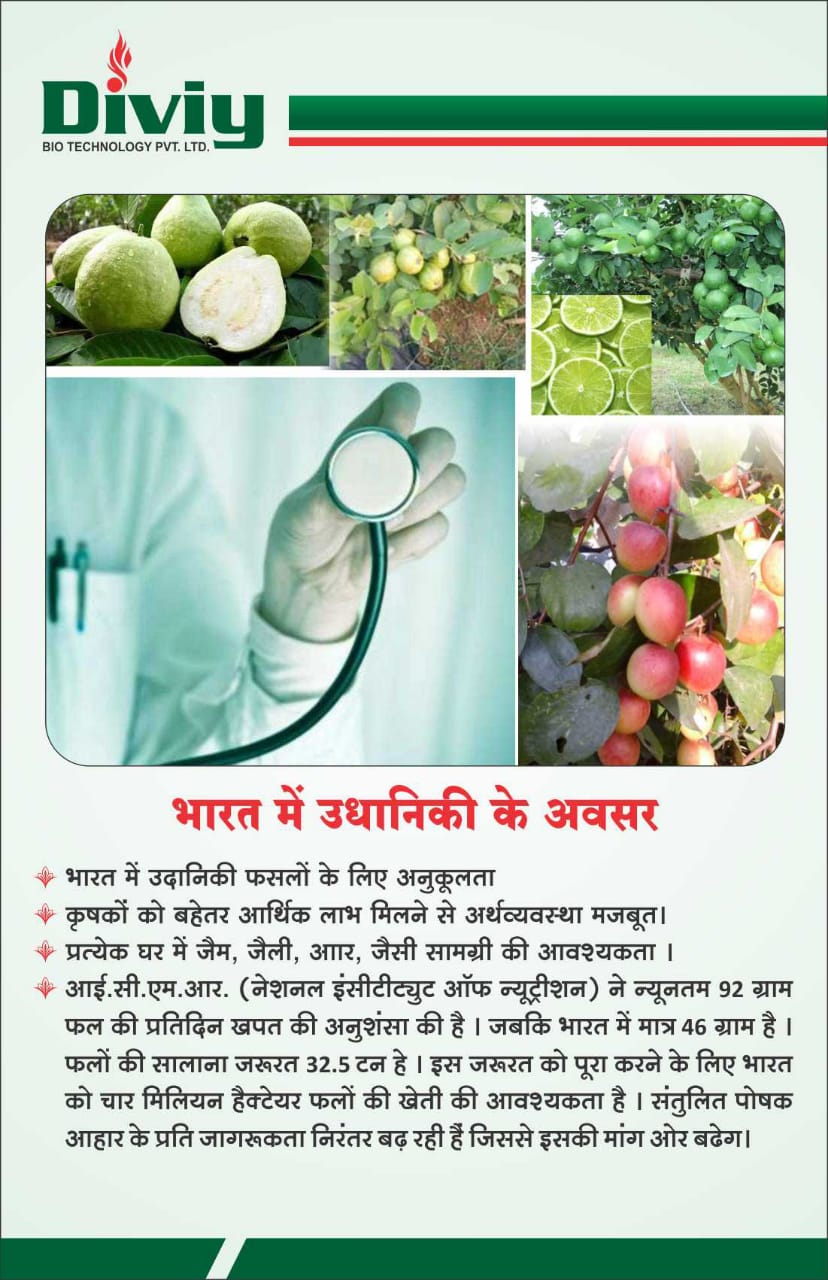 Diviy
BIO TECHNOLOGY PVT. LTD.
भारत में उधानिकी के अवसर
भारत में उदानिकी फसलों के लिए अनुकूलता
कृषकों को बहेतर आर्थिक लाभ मिलने से अर्थव्यवस्था मजबूत।
प्रत्येक घर में जैम, जैली, आार, जैसी सामग्री की आवश्यकता ।
आई.सी.एम.आर. (नेशनल इंसीटीट्युट ऑफ न्यूट्रीशन) ने न्यूनतम 92 ग्राम
फल की प्रतिदिन खपत की अनुशंसा की है । जबकि भारत में मात्र 46 ग्राम है ।
फलों की सालाना जरूरत 32.5 टन हे । इस जरूरत को पूरा करने के लिए भारत
को चार मिलियन हैक्टेयर फलों की खेती की आवश्यकता है । संतुलित पोषक
आहार के प्रति जागरूकता निरंतर बढ़ रही हैं जिससे इसकी मांग ओर बढेग।